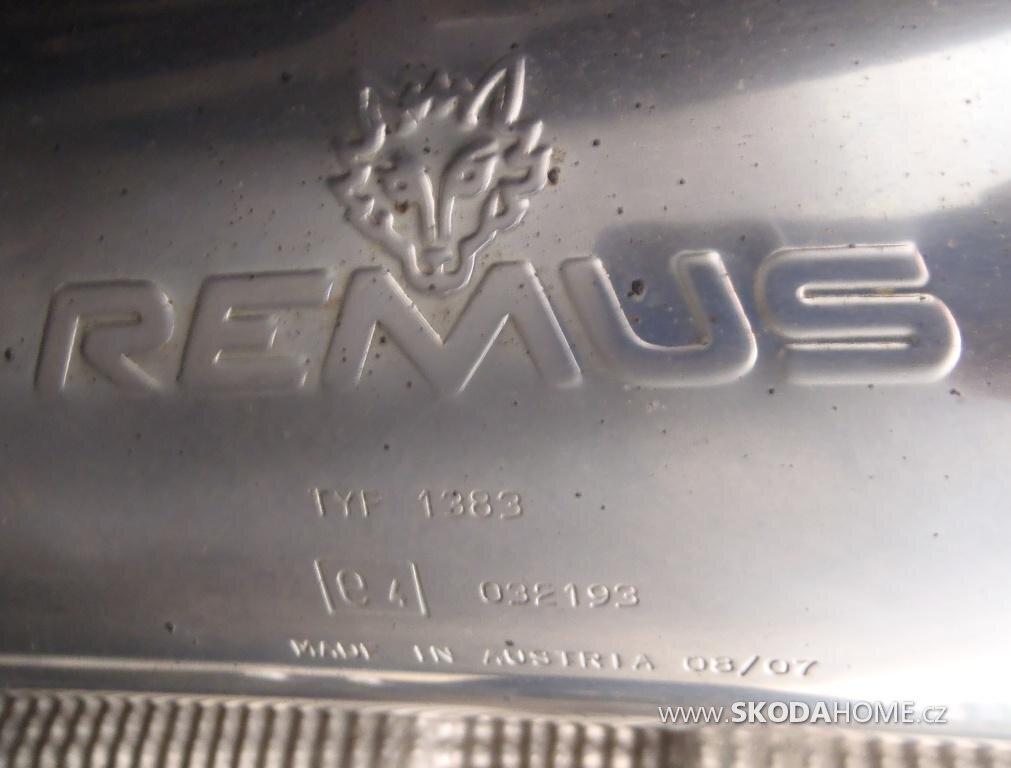 REMUS
TYP 1383
e4 032193
MADE IN AUSTRIA 08/07
www.SKODAHOME.cz